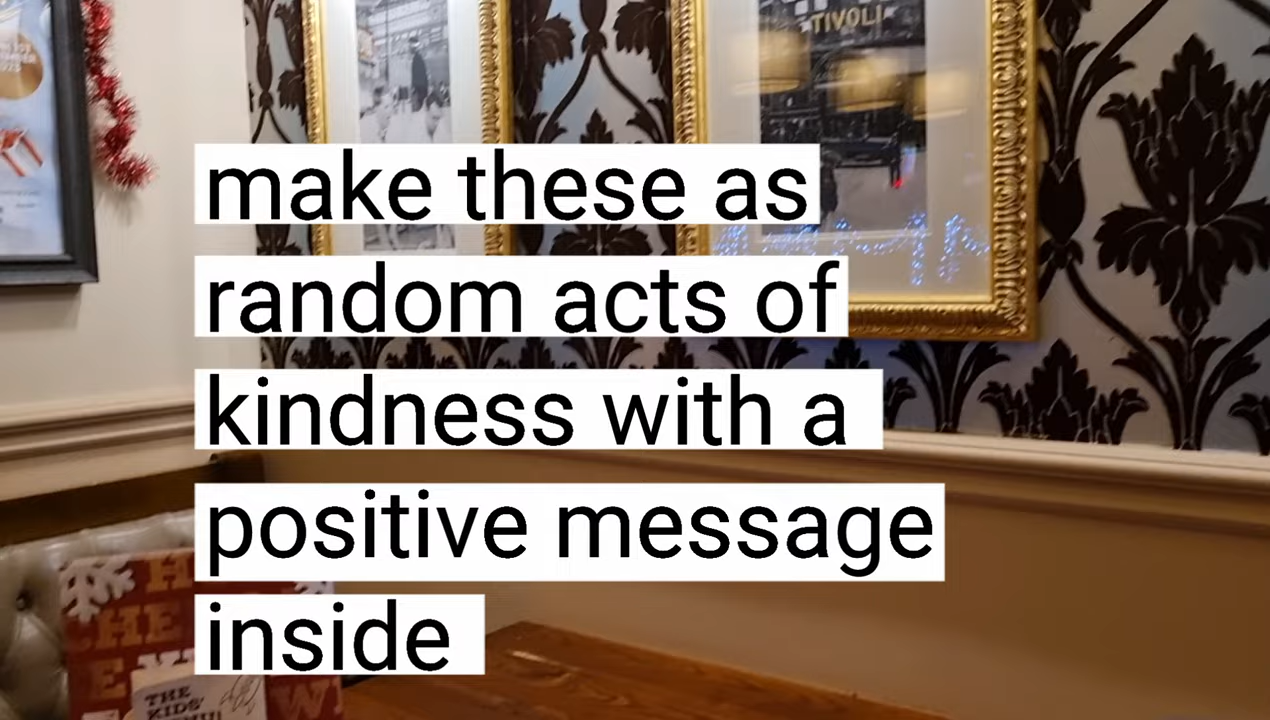 TIVOLI
make these as
random acts of
kindness with a
positive message
inside
THE
KIDS'